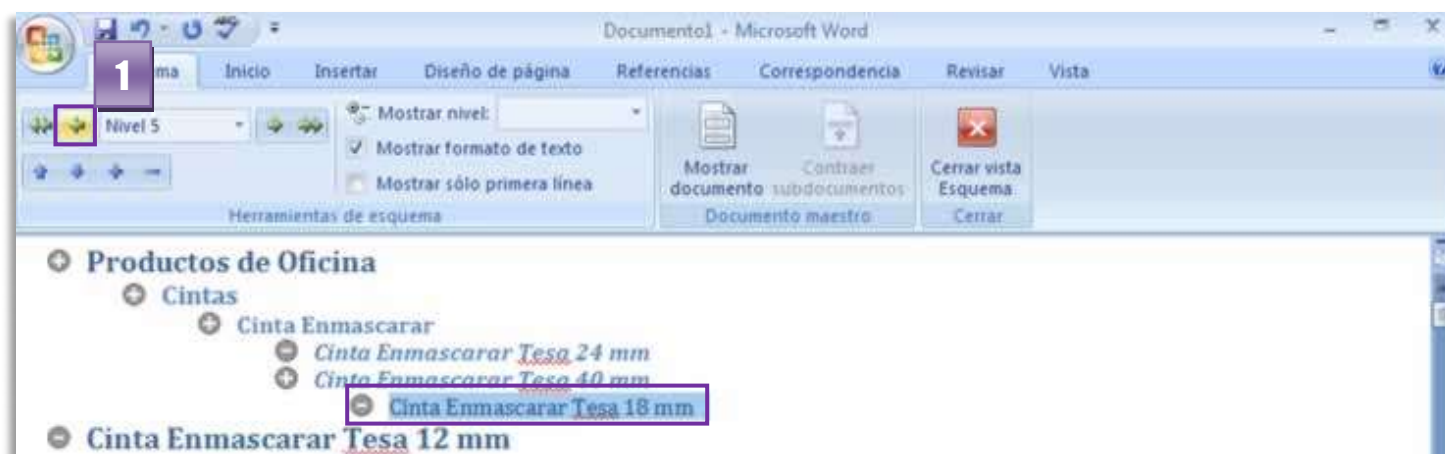 Documento1 - Microsoft Word
1
ma Inicio Insertar Diseño de página Referencias Correspondencia Revisar Vista
Nivel 5
Mostrar nivel:
Mostrar formato de texto
Mostrar sólo primera línea
Herramientas de esquema
Mostrar documento
Contraer subdocumentos
Documento maestro
Cerrar vista Esquema
Cerrar
Productos de Oficina
Cintas
Cinta Enmascarar
Cinta Enmascarar Tesa 24 mm
Cinta Enmascarar Tesa 40 mm
Cinta Enmascarar Tesa 18 mm
Cinta Enmascarar Tesa 12 mm